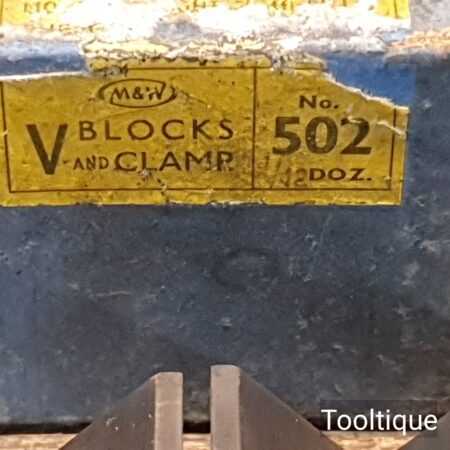 M&W
V BLOCKS
AND CLAMP
No.
502
1/12 DOZ.
Tooltique